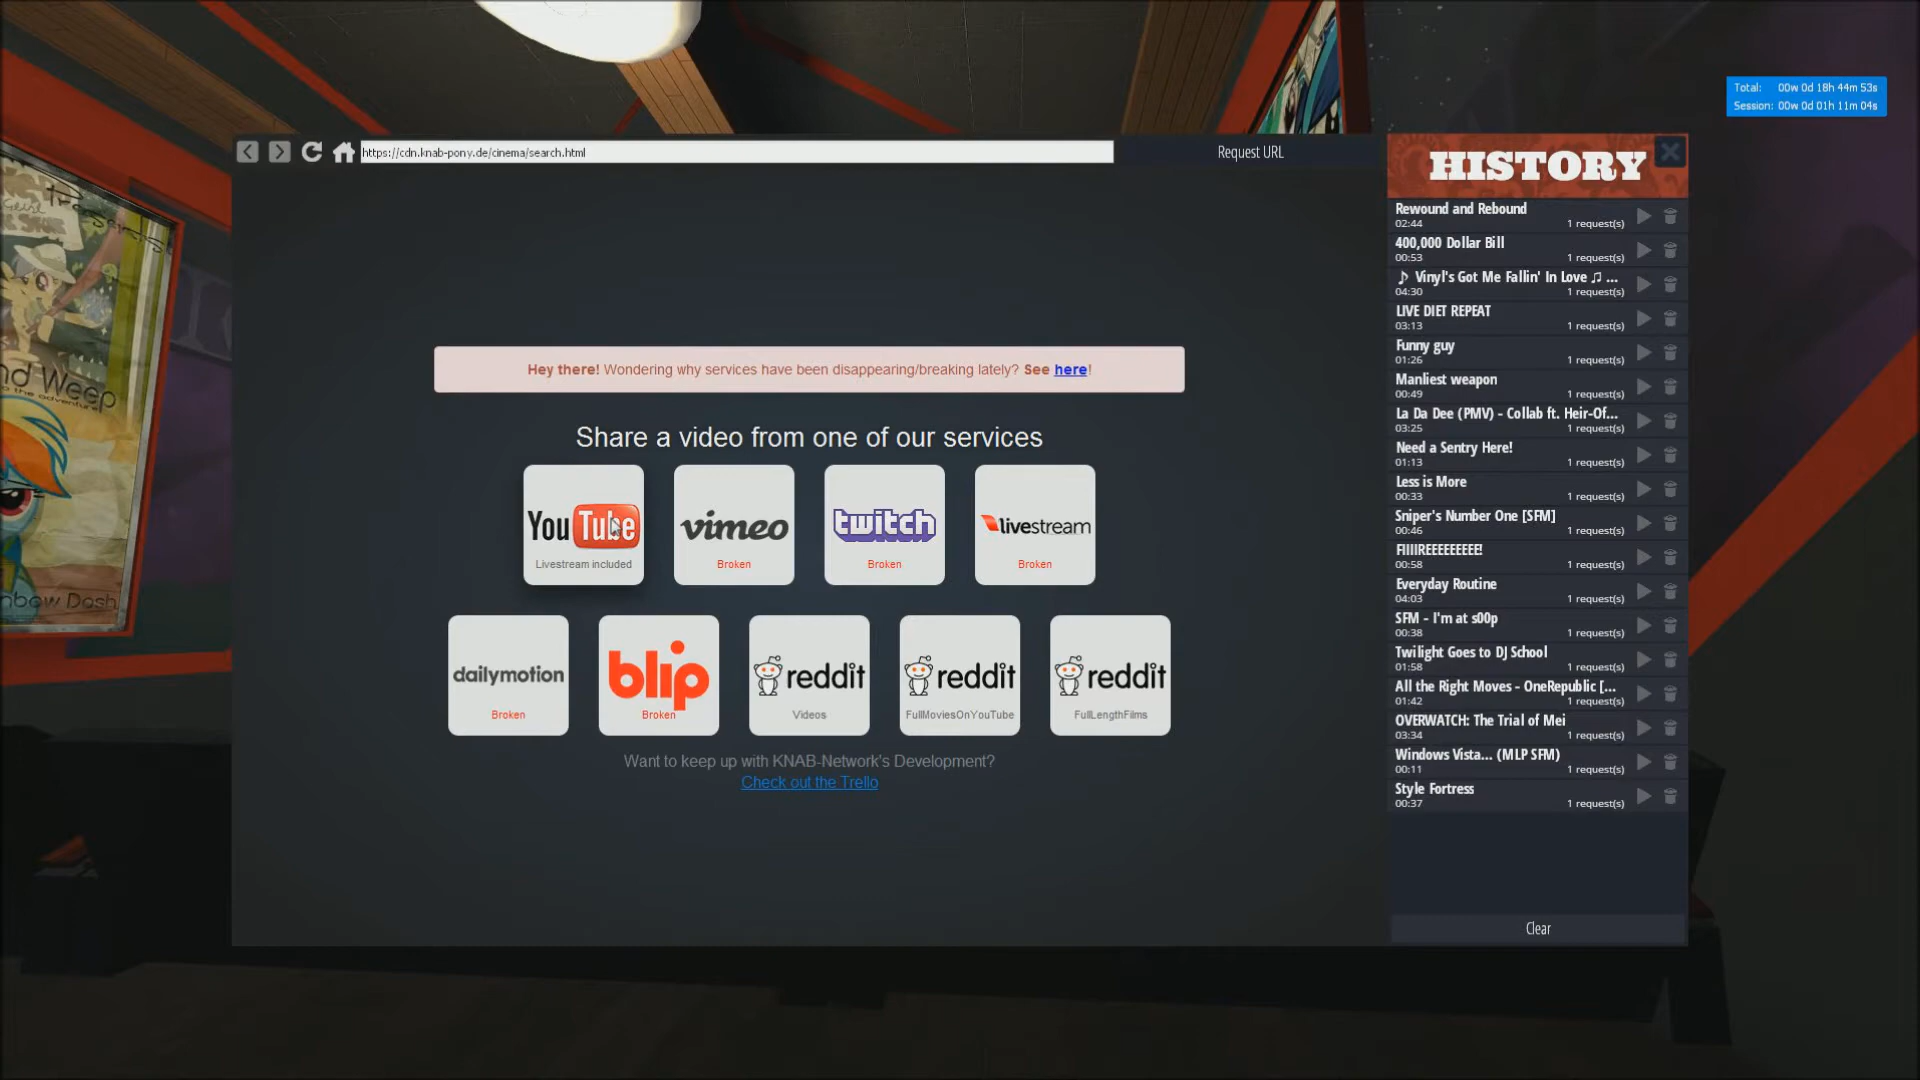 Total: 00w 0d 18h 44m 53s
Session: 00w 0d 01h 11m 04s
https://cdn.knab-pony.de/cinema/search.html
Request URL
HISTORY
Rewound and Rebound
02:44 1 request(s)
400,000 Dollar Bill
00:53 1 request(s)
♪ Vinyl's Got Me Fallin' In Love ♫ ...
04:30 1 request(s)
LIVE DIET REPEAT
03:13 1 request(s)
Funny guy
01:26 1 request(s)
Manliest weapon
00:49 1 request(s)
La Da Dee (PMV) - Collab ft. Heir-Of...
03:25 1 request(s)
Need a Sentry Here!
01:13 1 request(s)
Less is More
00:33 1 request(s)
Sniper's Number One [SFM]
00:46 1 request(s)
FIIIIREEEEEEEEE!
00:58 1 request(s)
Everyday Routine
04:03 1 request(s)
SFM - I'm at s00p
00:38 1 request(s)
Twilight Goes to DJ School
01:58 1 request(s)
All the Right Moves - OneRepublic [...
01:42 1 request(s)
OVERWATCH: The Trial of Mei
03:34 1 request(s)
Windows Vista... (MLP SFM)
00:11 1 request(s)
Style Fortress
00:37 1 request(s)
Clear
Hey there! Wondering why services have been disappearing/breaking lately? See here!
Share a video from one of our services
YouTube
Livestream included
vimeo
Broken
twitch
Broken
livestream
Broken
dailymotion
Broken
blip
Broken
reddit
Videos
reddit
FullMoviesOnYouTube
reddit
FullLengthFilms
Want to keep up with KNAB-Network's Development?
Check out the Trello
nd Weep
nbow Dash